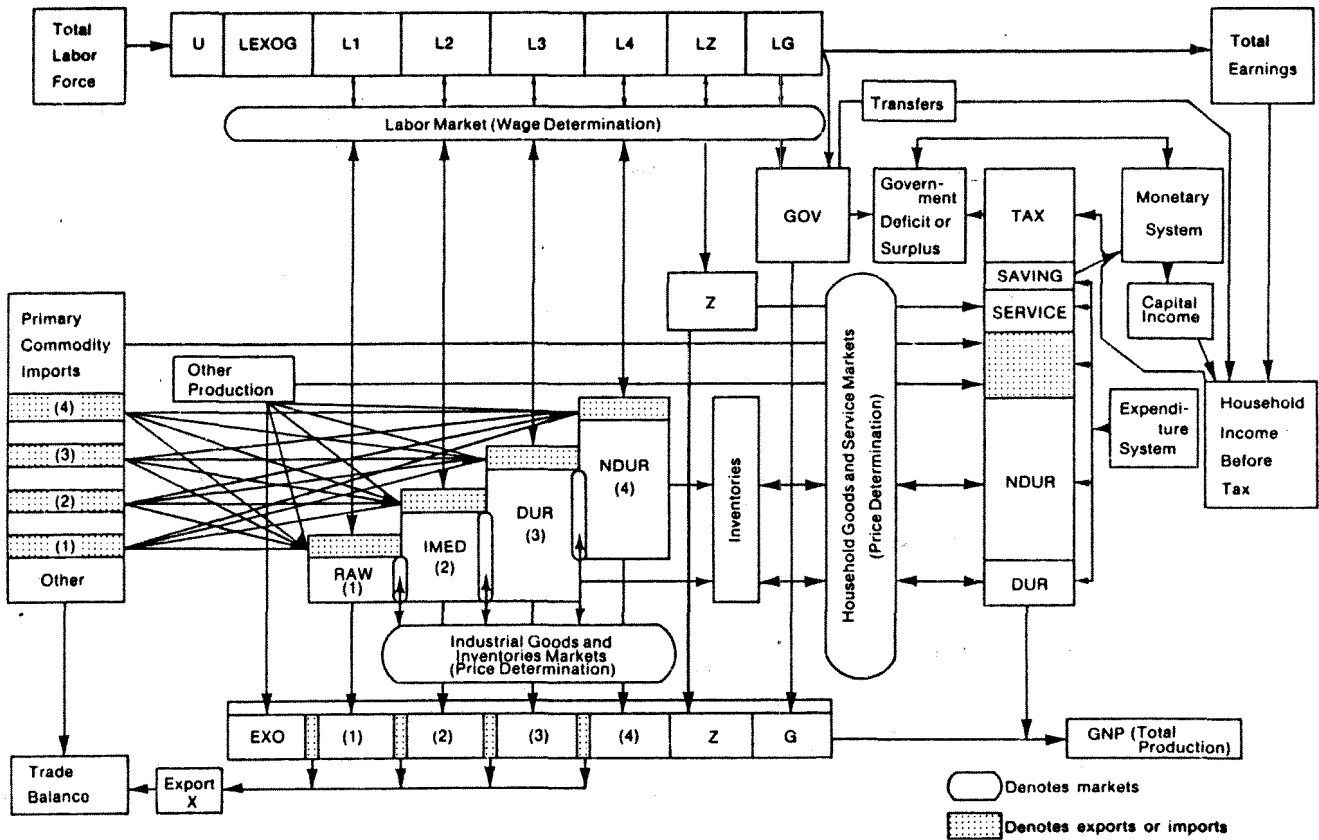 Total
Labor
Force
U LEXOG L1 L2 L3 L4 LZ LG
Total
Earnings
Labor Market (Wage Determination)
Transfers
GOV
Govern-
ment
Deficit or
Surplus
TAX
Monetary
System
SAVING
Z
SERVICE
Capital
Income
Primary
Commodity
Imports
Other
Production
(4)
(3)
(2)
(1)
Other
RAW
(1)
IMED
(2)
DUR
(3)
NDUR
(4)
Inventories
Household Goods and Service Markets
(Price Determination)
NDUR
DUR
Expendi-
ture
System
Household
Income
Before
Tax
Industrial Goods and
Inventories Markets
(Price Determination)
EXO (1) (2) (3) (4) Z G
GNP (Total
Production)
Trade
Balanco
Export
X
Denotes markets
Denotes exports or imports